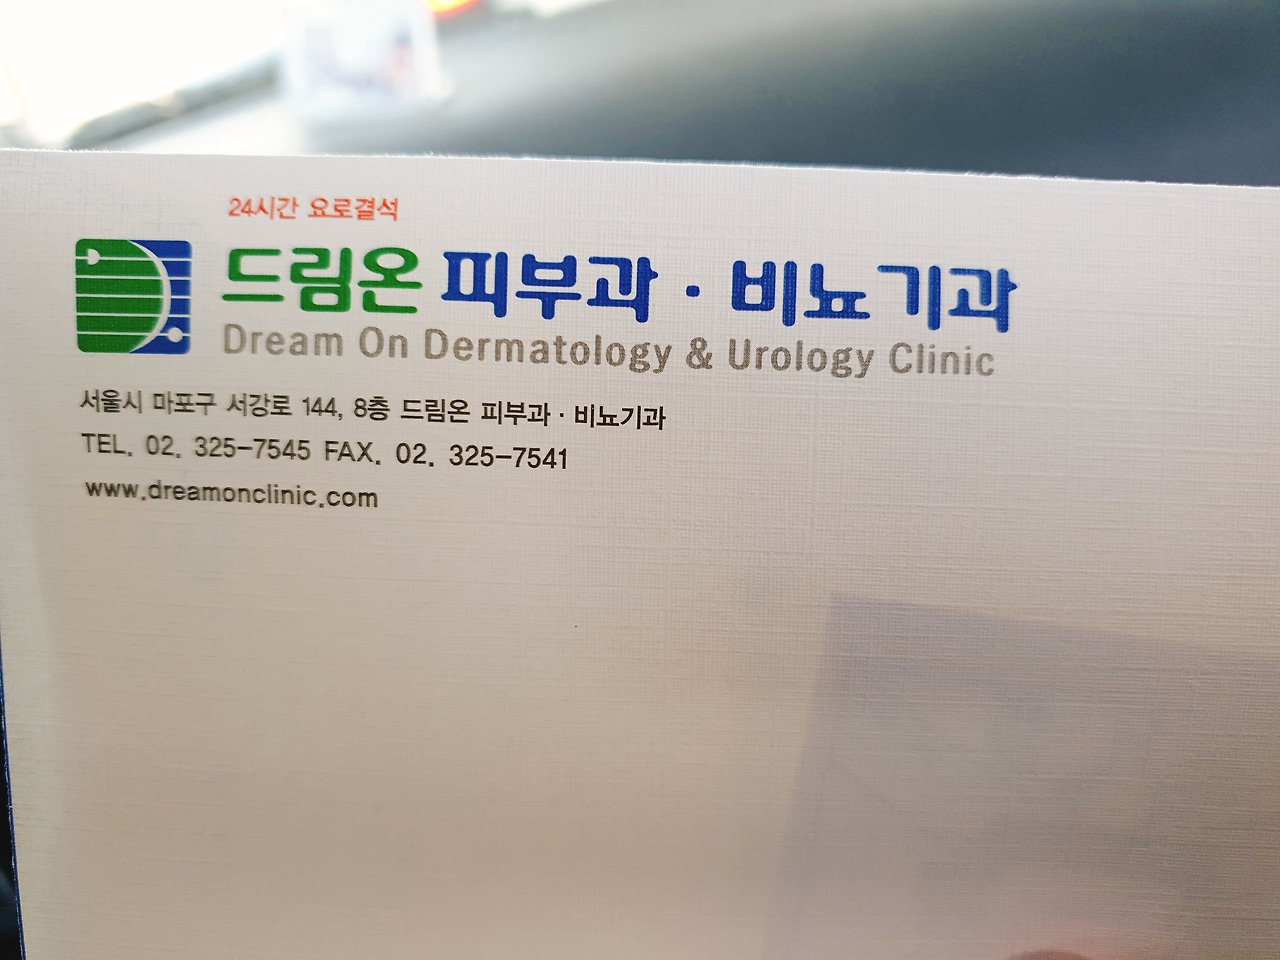 24시간 요로결석
드림온 피부과 · 비뇨기과
Dream On Dermatology & Urology Clinic
서울시 마포구 서강로 144, 8층 드림온 피부과 · 비뇨기과
TEL. 02. 325-7545 FAX. 02. 325-7541
www.dreamonclinic.com